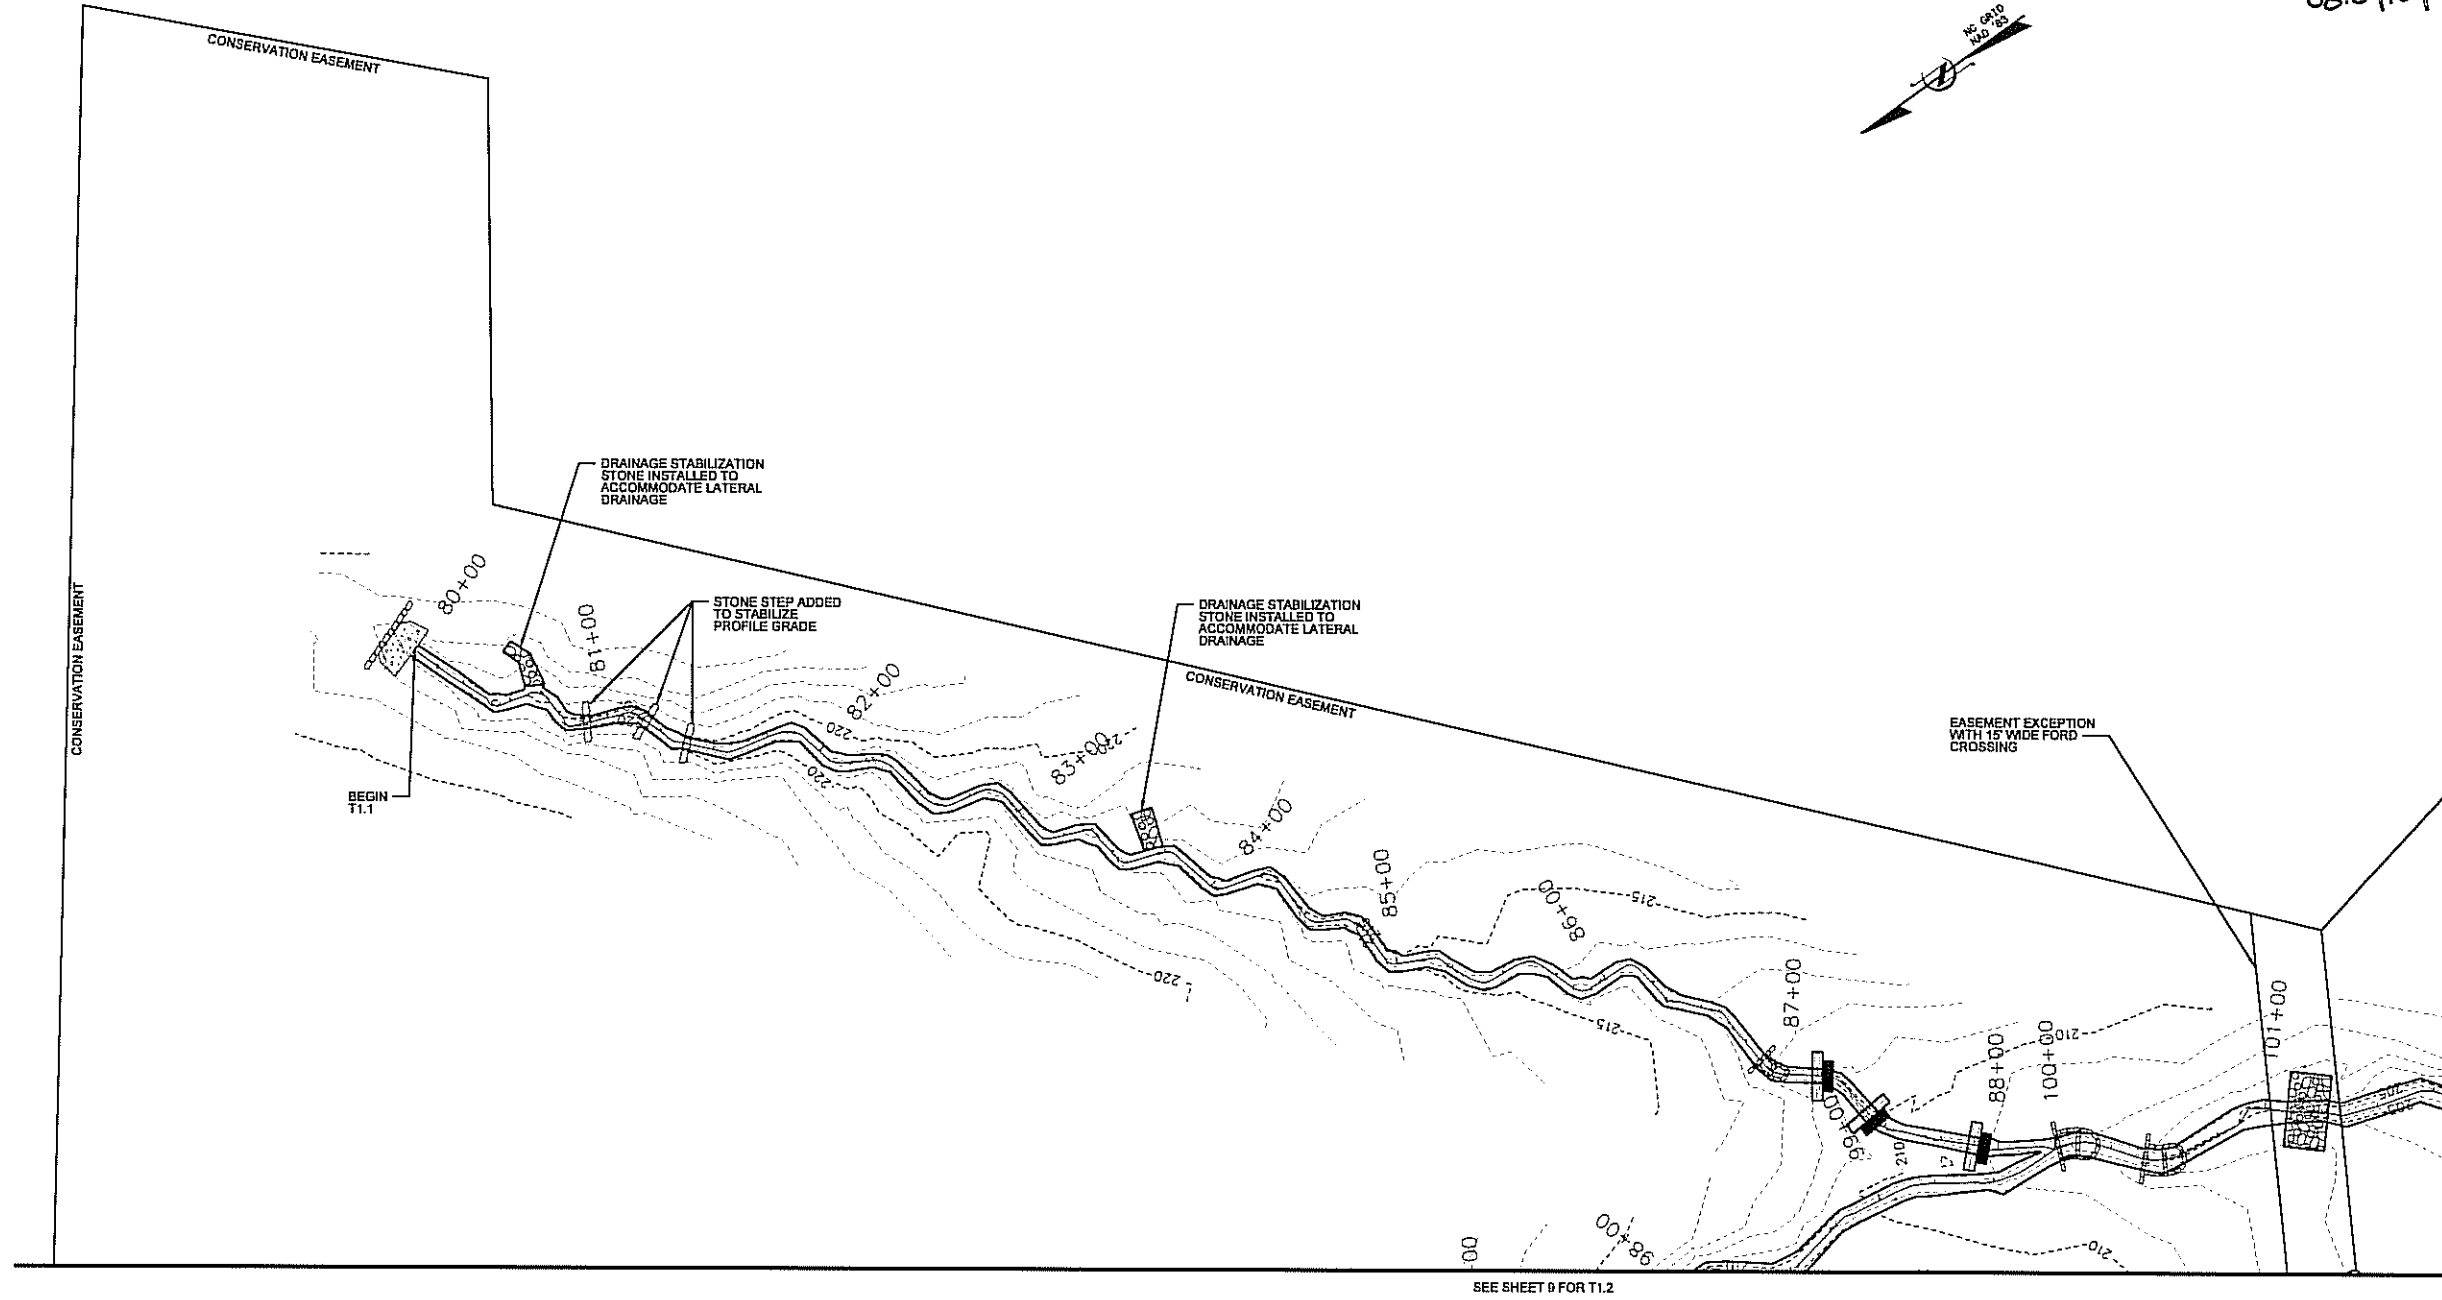 NC GRID
NAD '83
CONSERVATION EASEMENT
CONSERVATION EASEMENT
DRAINAGE STABILIZATION
STONE INSTALLED TO
ACCOMMODATE LATERAL
DRAINAGE
80+00
81+00
STONE STEP ADDED
TO STABILIZE
PROFILE GRADE
DRAINAGE STABILIZATION
STONE INSTALLED TO
ACCOMMODATE LATERAL
DRAINAGE
CONSERVATION EASEMENT
82+00
220
220
83+00
220
BEGIN
T1.1
84+00
85+00
86+00
215
220
215
EASEMENT EXCEPTION
WITH 15' WIDE FORD
CROSSING
87+00
88+00
100+00
210
101+00
99+00
210
205
98+00
210
00
SEE SHEET 9 FOR T1.2